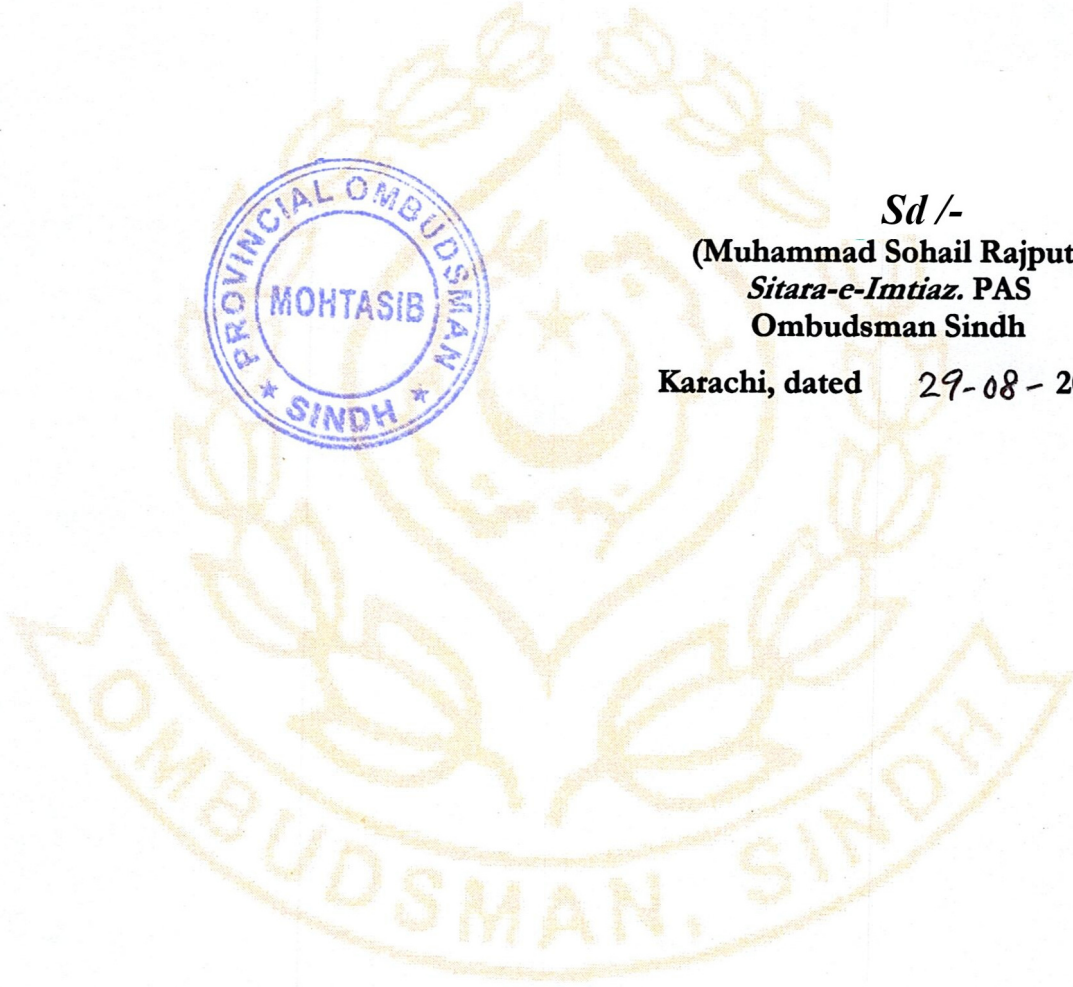 PROVINCIAL OMBUDSMAN
MOHTASIB
★ SINDH ★
Sd /-
(Muhammad Sohail Rajput
Sitara-e-Imtiaz. PAS
Ombudsman Sindh
Karachi, dated 29-08-2
OMBUDSMAN, SINDH